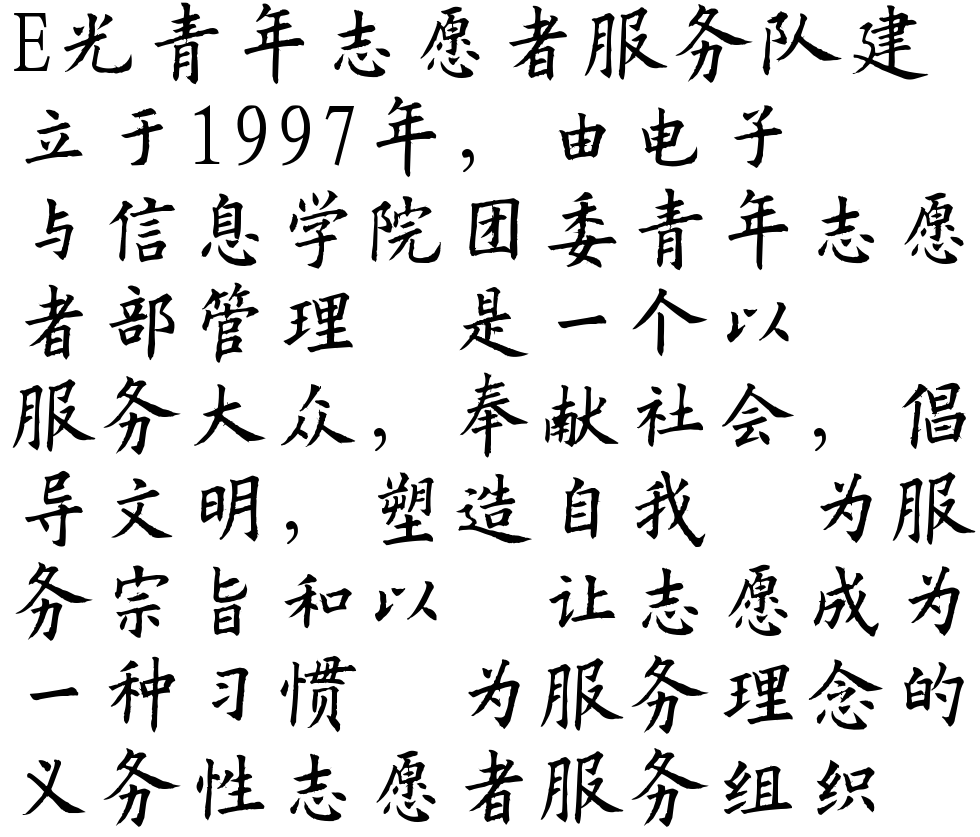 E光青年志愿者服务队建
立于1997年，由电子
与信息学院团委青年志愿
者部管理 是一个以
服务大众，奉献社会，倡
导文明，塑造自我 为服
务宗旨和以 让志愿成为
一种习惯 为服务理念的
义务性志愿者服务组织